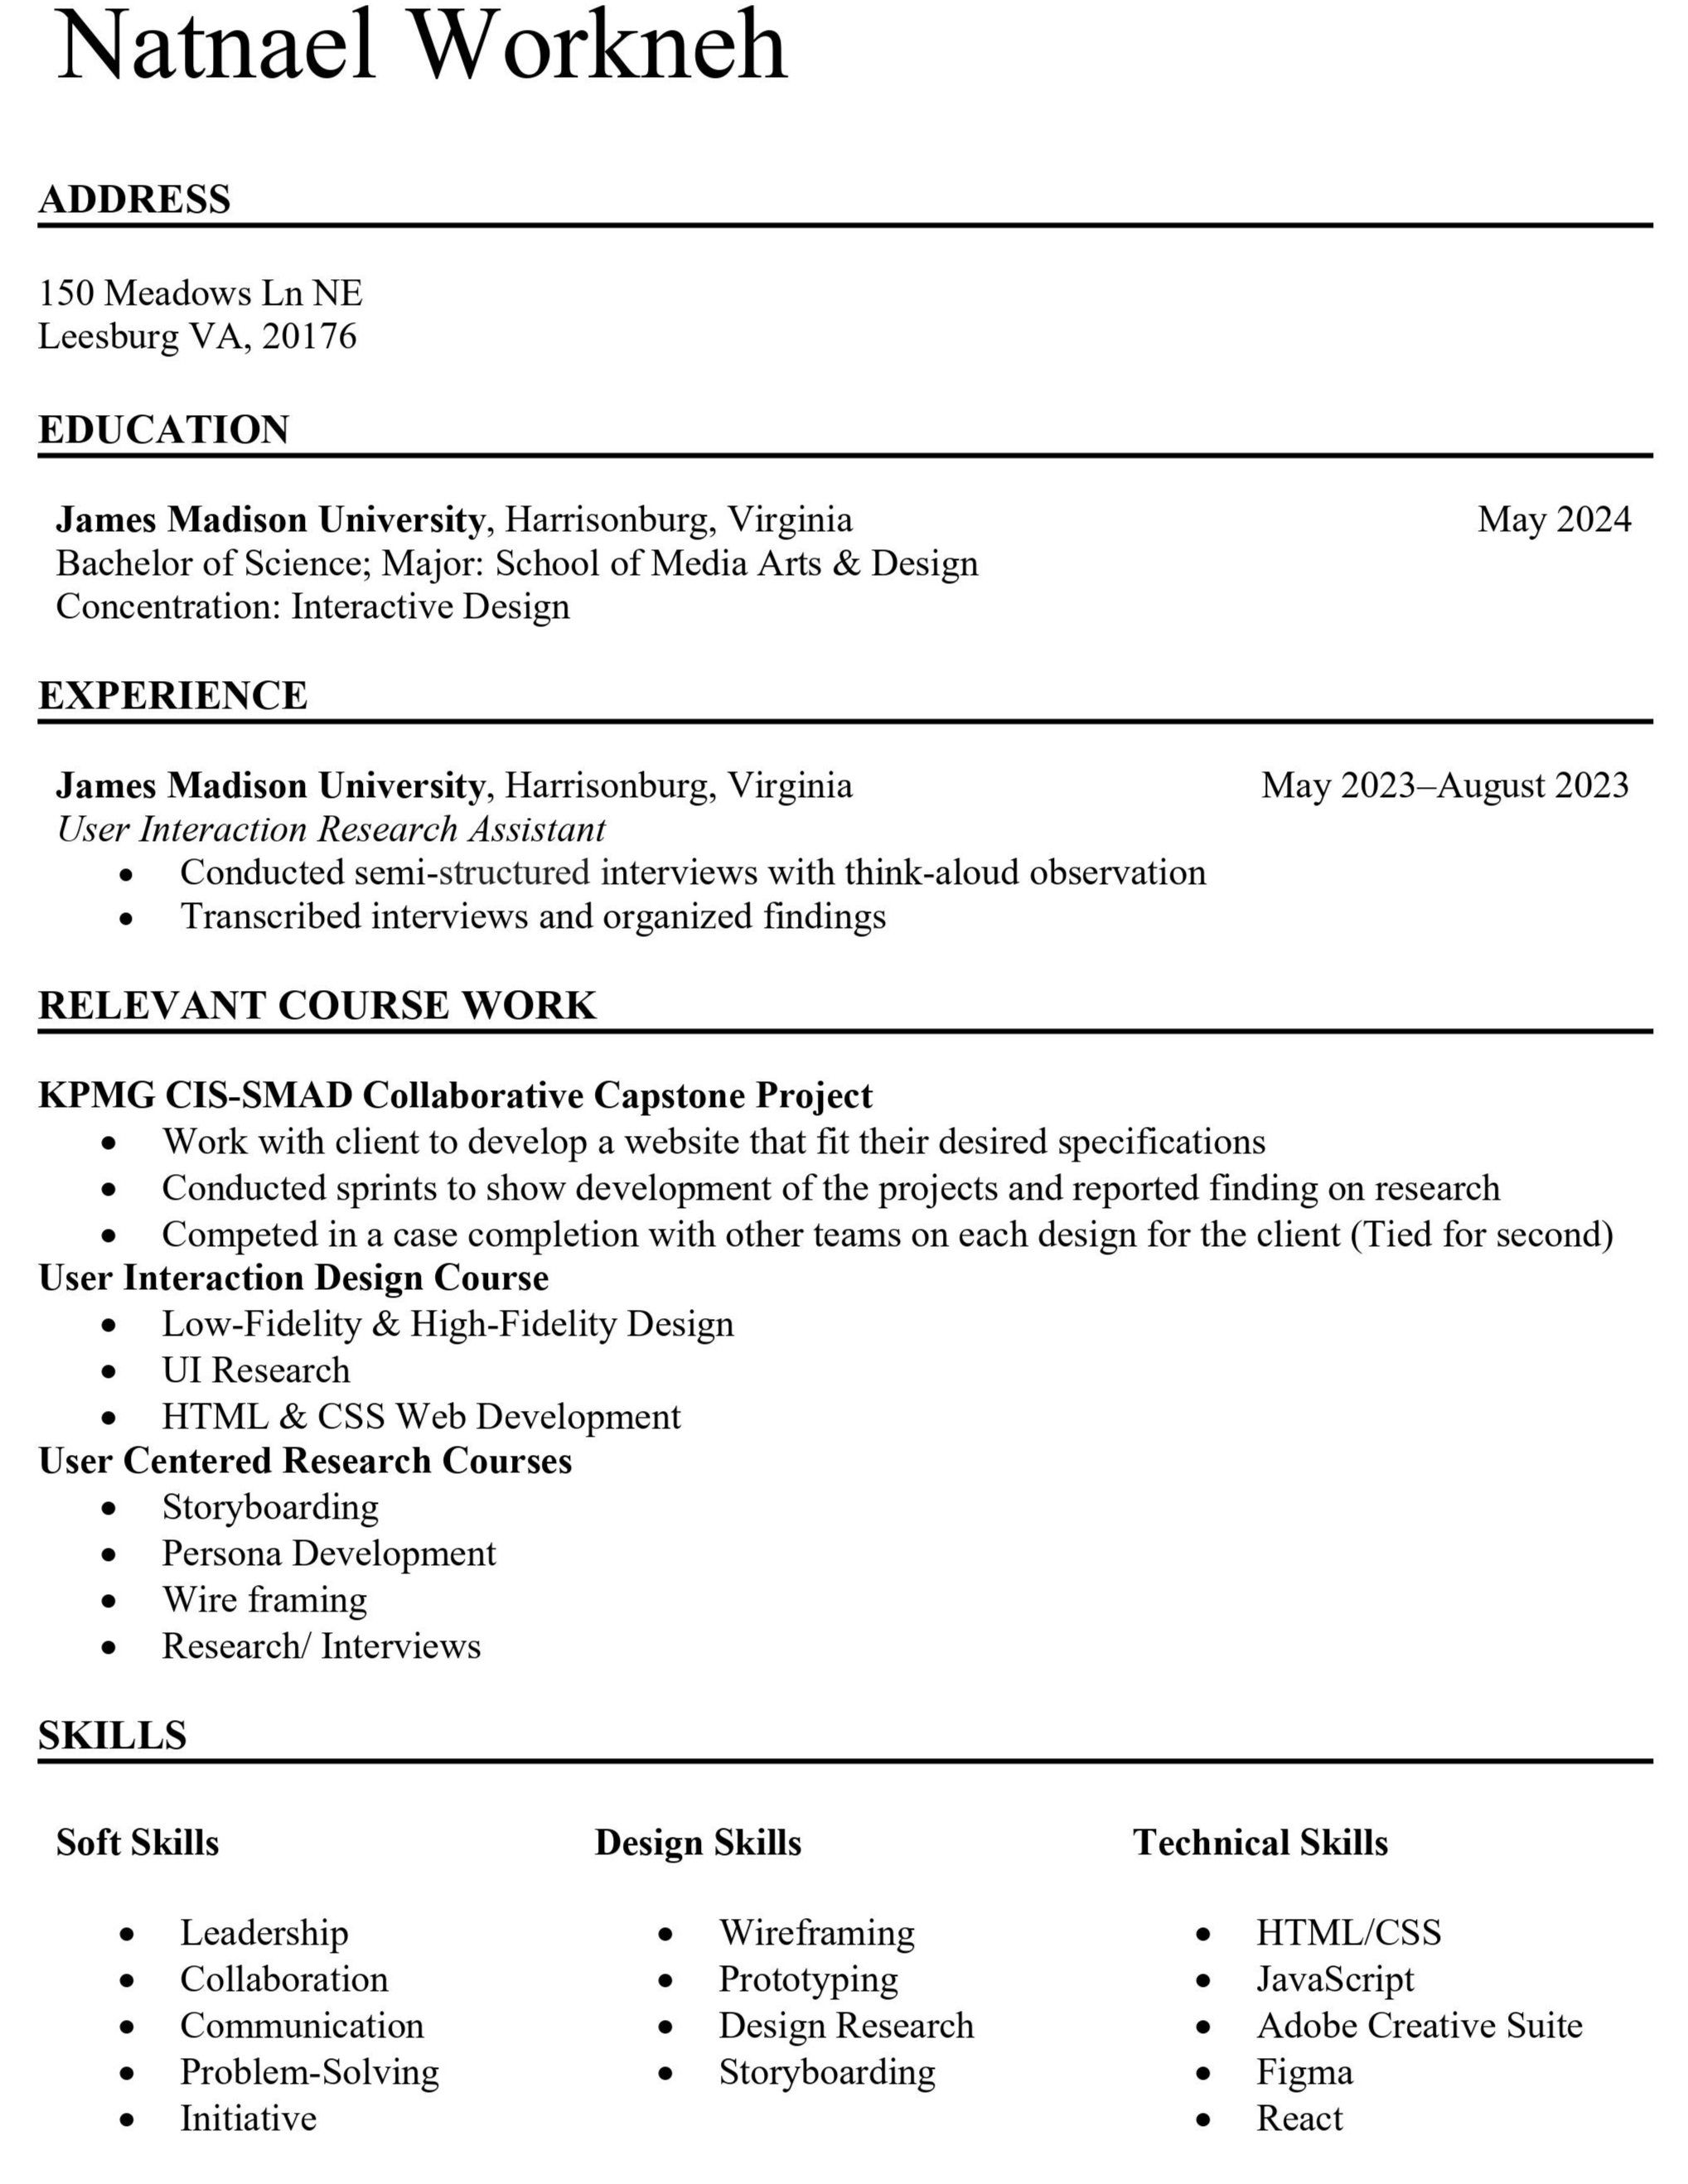 Natnael Workneh
ADDRESS
150 Meadows Ln NE
Leesburg VA, 20176
EDUCATION
James Madison University, Harrisonburg, Virginia May 2024
Bachelor of Science; Major: School of Media Arts & Design
Concentration: Interactive Design
EXPERIENCE
James Madison University, Harrisonburg, Virginia May 2023–August 2023
User Interaction Research Assistant
• Conducted semi-structured interviews with think-aloud observation
• Transcribed interviews and organized findings
RELEVANT COURSE WORK
KPMG CIS-SMAD Collaborative Capstone Project
• Work with client to develop a website that fit their desired specifications
• Conducted sprints to show development of the projects and reported finding on research
• Competed in a case completion with other teams on each design for the client (Tied for second)
User Interaction Design Course
• Low-Fidelity & High-Fidelity Design
• UI Research
• HTML & CSS Web Development
User Centered Research Courses
• Storyboarding
• Persona Development
• Wire framing
• Research/ Interviews
SKILLS
Soft Skills
• Leadership
• Collaboration
• Communication
• Problem-Solving
• Initiative
Design Skills
• Wireframing
• Prototyping
• Design Research
• Storyboarding
Technical Skills
• HTML/CSS
• JavaScript
• Adobe Creative Suite
• Figma
• React